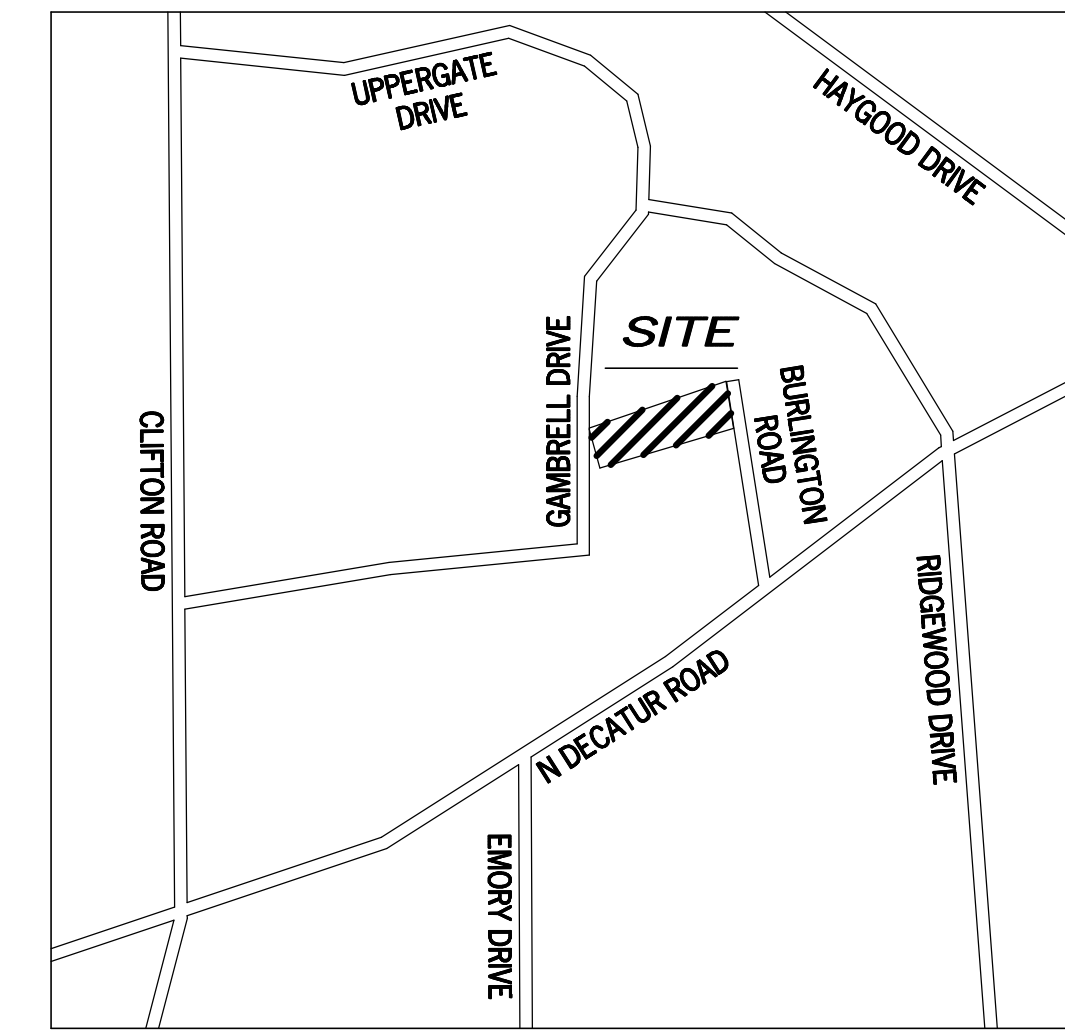 UPPERGATE
DRIVE
HAYGOOD DRIVE
SITE
GAMBRELL DRIVE
BURLINGTON
ROAD
CLIFTON ROAD
RIDGEWOOD DRIVE
N DECATUR ROAD
EMORY DRIVE